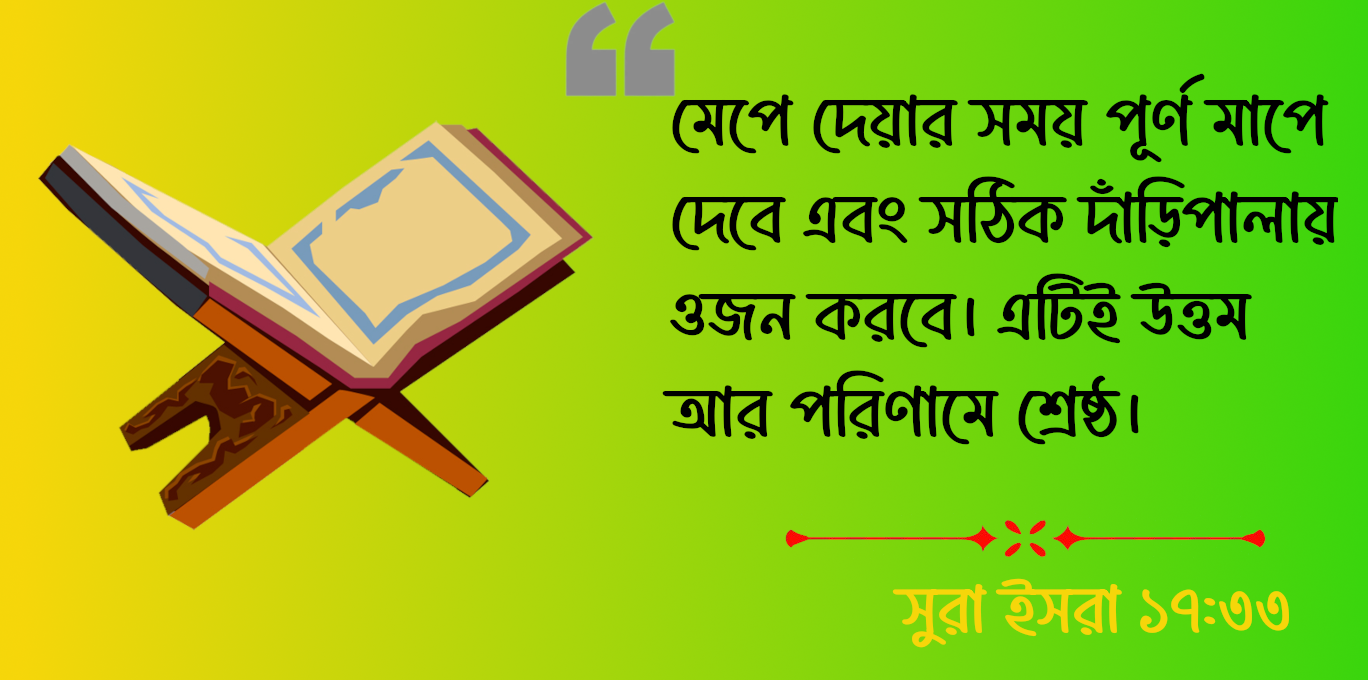 “
মেপে দেয়ার সময় পূর্ণ মাপে
দেবে এবং সঠিক দাঁড়িপালায়
ওজন করবে। এটিই উত্তম
আর পরিণামে শ্রেষ্ঠ।
সুরা ইসরা ১৭:৩৩